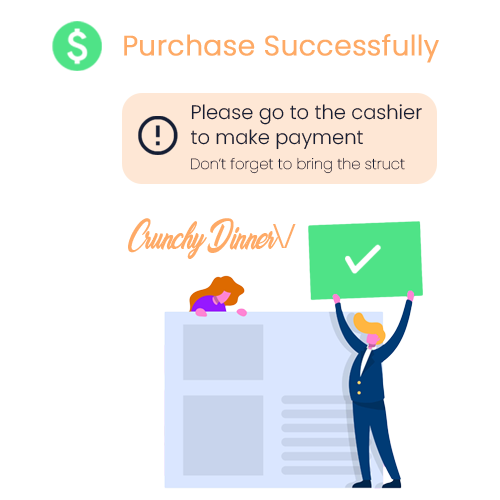 Purchase Successfully
Please go to the cashier
to make payment
Don't forget to bring the struct
Crunchy Dinner\/